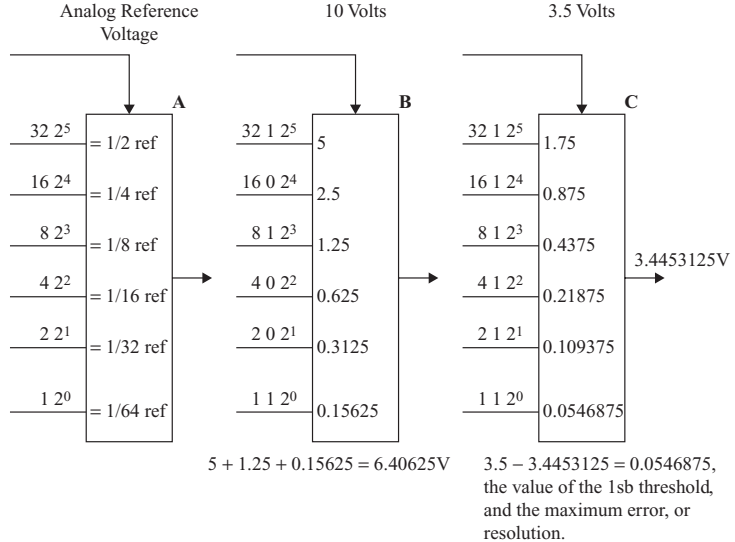 Analog Reference
Voltage
A
32 2⁵ = 1/2 ref
16 2⁴ = 1/4 ref
8 2³ = 1/8 ref
4 2² = 1/16 ref
2 2¹ = 1/32 ref
1 2⁰ = 1/64 ref
10 Volts
B
32 1 2⁵ 5
16 0 2⁴ 2.5
8 1 2³ 1.25
4 0 2² 0.625
2 0 2¹ 0.3125
1 1 2⁰ 0.15625
5 + 1.25 + 0.15625 = 6.40625V
3.5 Volts
C
32 1 2⁵ 1.75
16 1 2⁴ 0.875
8 1 2³ 0.4375
4 1 2² 0.21875
2 1 2¹ 0.109375
1 1 2⁰ 0.0546875
3.4453125V
3.5 − 3.4453125 = 0.0546875,
the value of the 1sb threshold,
and the maximum error, or
resolution.